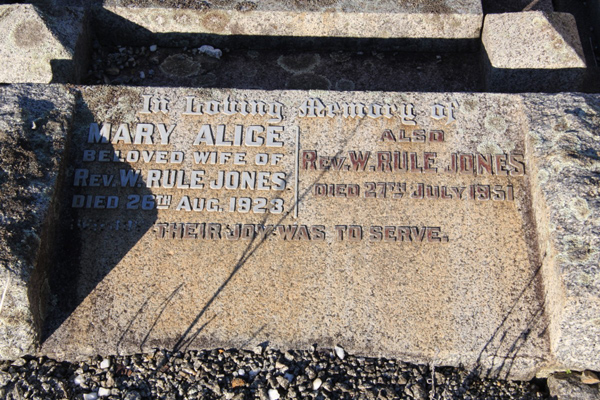 In Loving Memory of
MARY ALICE
BELOVED WIFE OF
REV. W. RULE JONES
DIED 26TH AUG. 1923
ALSO
REV. W. RULE JONES
DIED 27TH JULY 1951
THEIR JOY WAS TO SERVE.